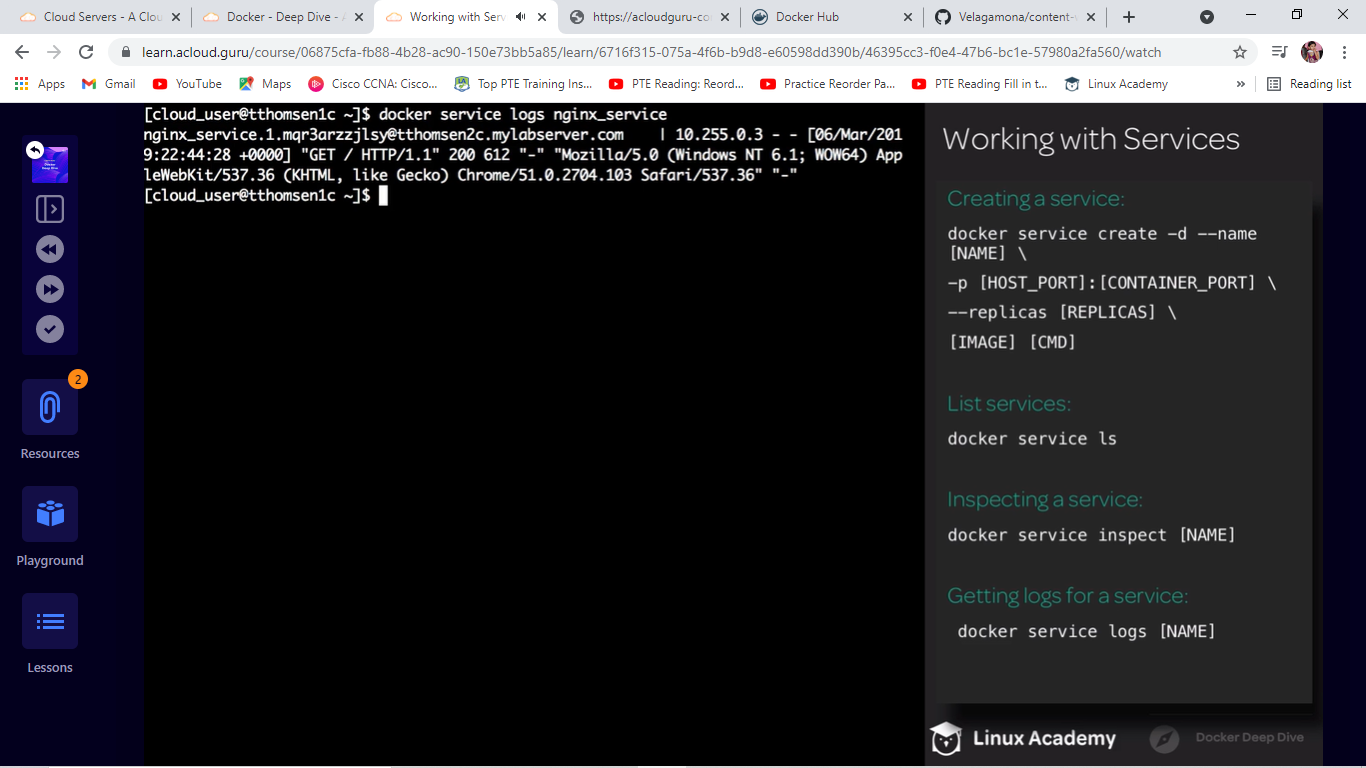 Cloud Servers - A Clou
Docker - Deep Dive - A
Working with Serv
https://acloudguru-co
Docker Hub
Velagamona/content-
learn.acloud.guru/course/06875cfa-fb88-4b28-ac90-150e73bb5a85/learn/6716f315-075a-4f6b-b9d8-e60598dd390b/46395cc3-f0e4-47b6-bc1e-57980a2fa560/watch
Apps
Gmail
YouTube
Maps
Cisco CCNA: Cisco...
Top PTE Training Ins...
PTE Reading: Reord...
Practice Reorder Pa...
PTE Reading Fill in t...
Linux Academy
»
Reading list
2
Resources
Playground
Lessons
[cloud_user@tthomsen1c ~]$ docker service logs nginx_service
nginx_service.1.mqr3arzzjlsy@tthomsen2c.mylabserver.com    | 10.255.0.3 - - [06/Mar/201
9:22:44:28 +0000] "GET / HTTP/1.1" 200 612 "-" "Mozilla/5.0 (Windows NT 6.1; WOW64) App
leWebKit/537.36 (KHTML, like Gecko) Chrome/51.0.2704.103 Safari/537.36" "-"
[cloud_user@tthomsen1c ~]$
Working with Services
Creating a service:
docker service create -d --name
[NAME] \
-p [HOST_PORT]:[CONTAINER_PORT] \
--replicas [REPLICAS] \
[IMAGE] [CMD]
List services:
docker service ls
Inspecting a service:
docker service inspect [NAME]
Getting logs for a service:
docker service logs [NAME]
Linux Academy
Docker Deep Dive